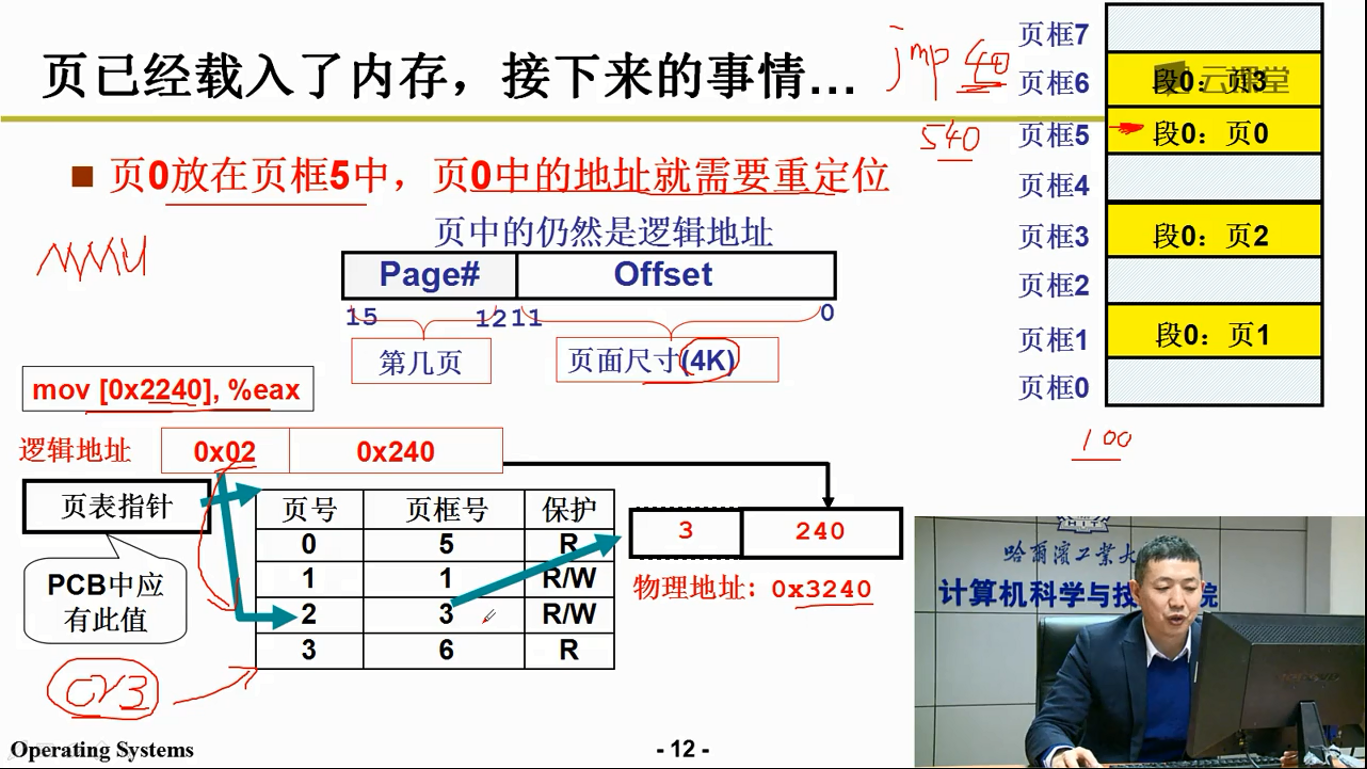 页已经载入了内存，接下来的事情...
jmp 40
540
■ 页0放在页框5中，页0中的地址就需要重定位
页中的仍然是逻辑地址
MMU
Page# Offset
15 12 11 0
第几页 页面尺寸(4K)
mov [0x2240], %eax
逻辑地址 0x02 0x240
页表指针
PCB中应
有此值
cr3
页号 页框号 保护
0 5 R
1 1 R/W
2 3 R/W
3 6 R
3 240
物理地址：0x3240
页框7
页框6 段0：页3
云课堂
页框5 段0：页0
页框4
页框3 段0：页2
页框2
页框1 段0：页1
页框0
100
哈尔滨工业大
计算机科学与技 院
Operating Systems
- 12 -